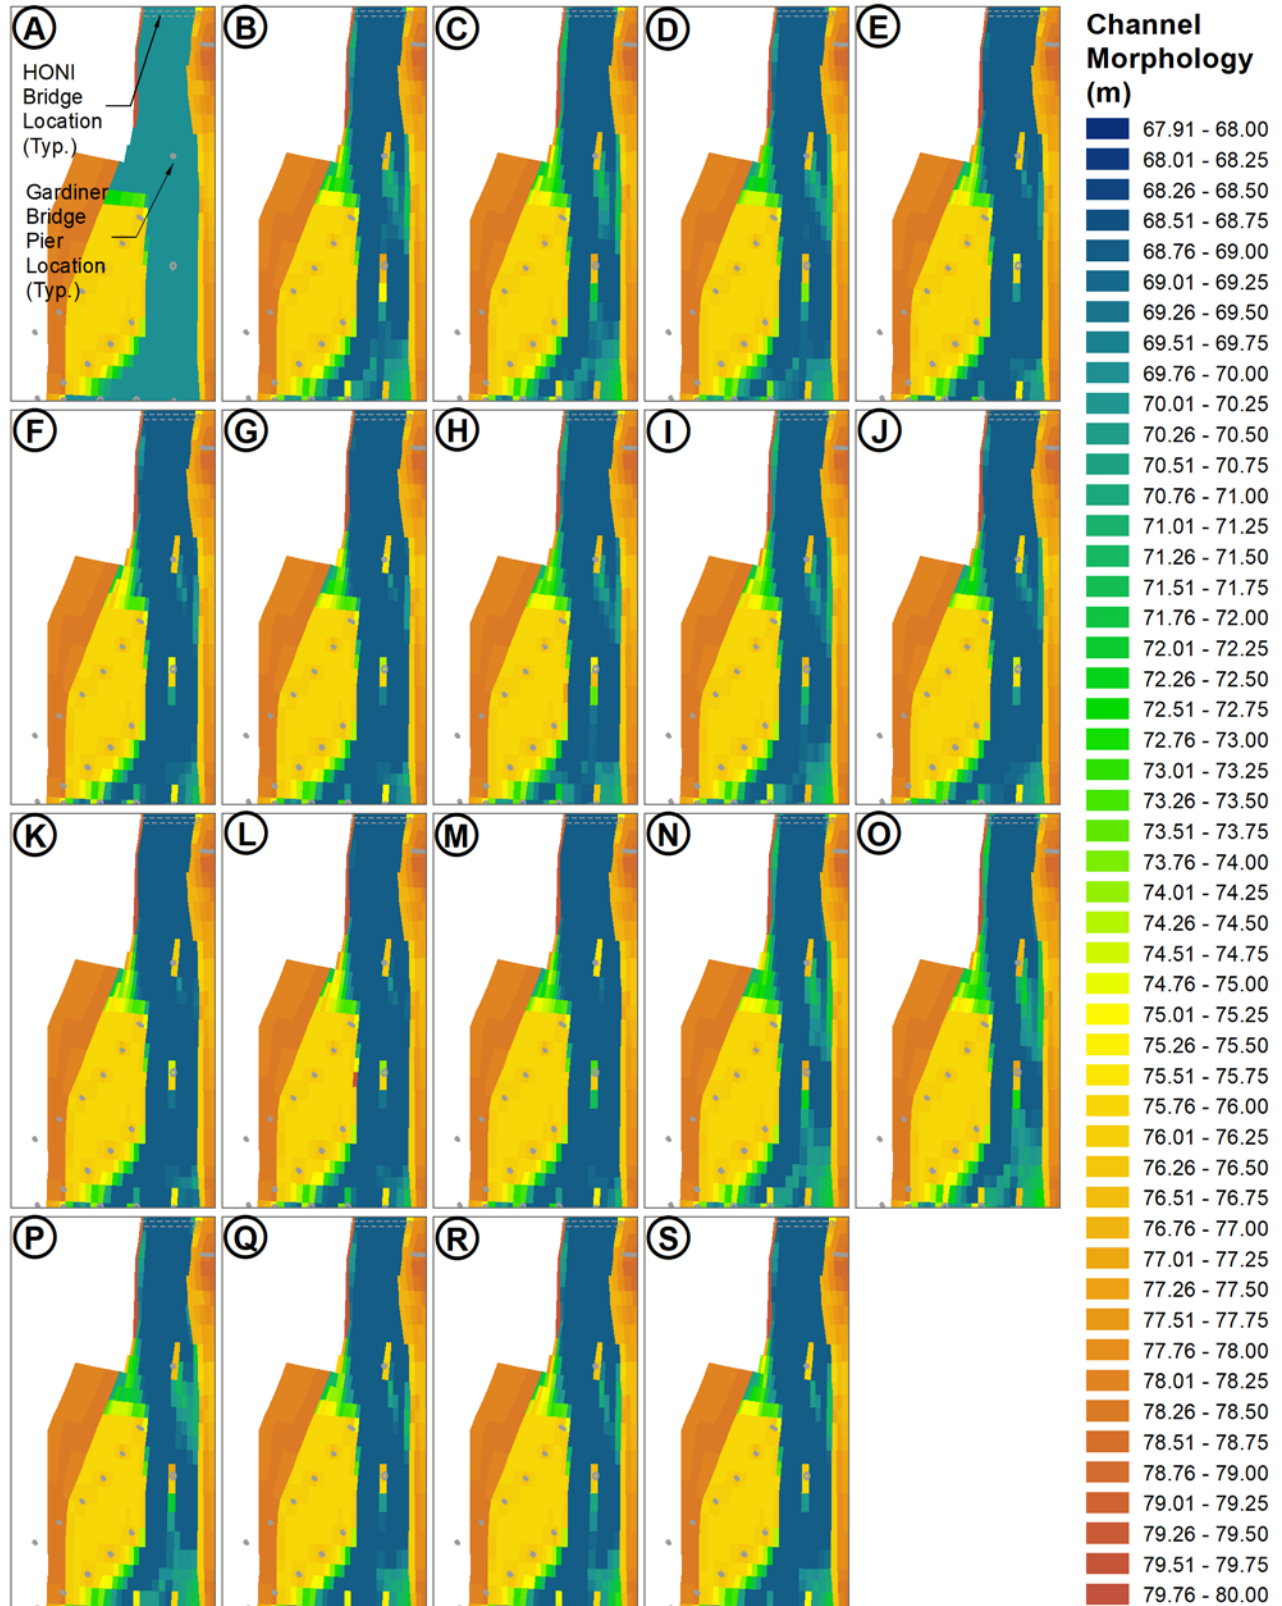 A
HONI
Bridge
Location
(Typ.)
Gardiner
Bridge
Pier
Location
(Typ.)
B
C
D
E
F
G
H
I
J
K
L
M
N
O
P
Q
R
S
Channel
Morphology
(m)
67.91 - 68.00
68.01 - 68.25
68.26 - 68.50
68.51 - 68.75
68.76 - 69.00
69.01 - 69.25
69.26 - 69.50
69.51 - 69.75
69.76 - 70.00
70.01 - 70.25
70.26 - 70.50
70.51 - 70.75
70.76 - 71.00
71.01 - 71.25
71.26 - 71.50
71.51 - 71.75
71.76 - 72.00
72.01 - 72.25
72.26 - 72.50
72.51 - 72.75
72.76 - 73.00
73.01 - 73.25
73.26 - 73.50
73.51 - 73.75
73.76 - 74.00
74.01 - 74.25
74.26 - 74.50
74.51 - 74.75
74.76 - 75.00
75.01 - 75.25
75.26 - 75.50
75.51 - 75.75
75.76 - 76.00
76.01 - 76.25
76.26 - 76.50
76.51 - 76.75
76.76 - 77.00
77.01 - 77.25
77.26 - 77.50
77.51 - 77.75
77.76 - 78.00
78.01 - 78.25
78.26 - 78.50
78.51 - 78.75
78.76 - 79.00
79.01 - 79.25
79.26 - 79.50
79.51 - 79.75
79.76 - 80.00